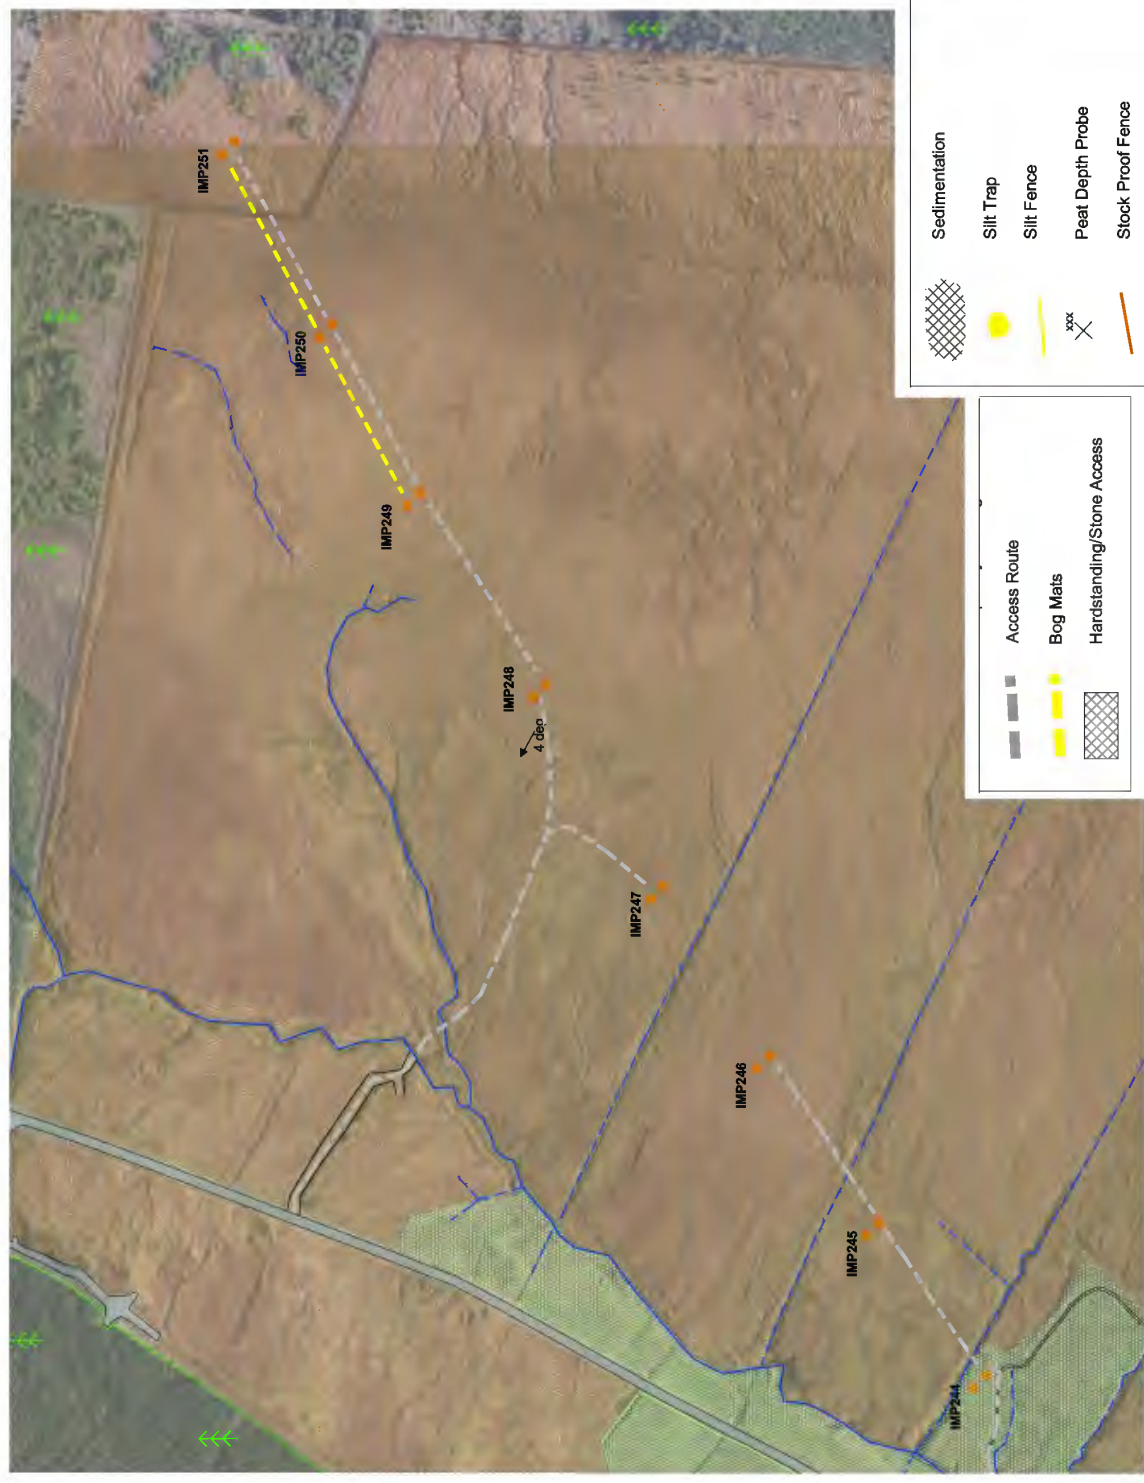 IMP251
IMP250
IMP249
IMP248
4 deg
IMP247
IMP246
IMP245
IMP244
Sedimentation
Silt Trap
Silt Fence
xxx
Peat Depth Probe
Stock Proof Fence
Access Route
Bog Mats
Hardstanding/Stone Access